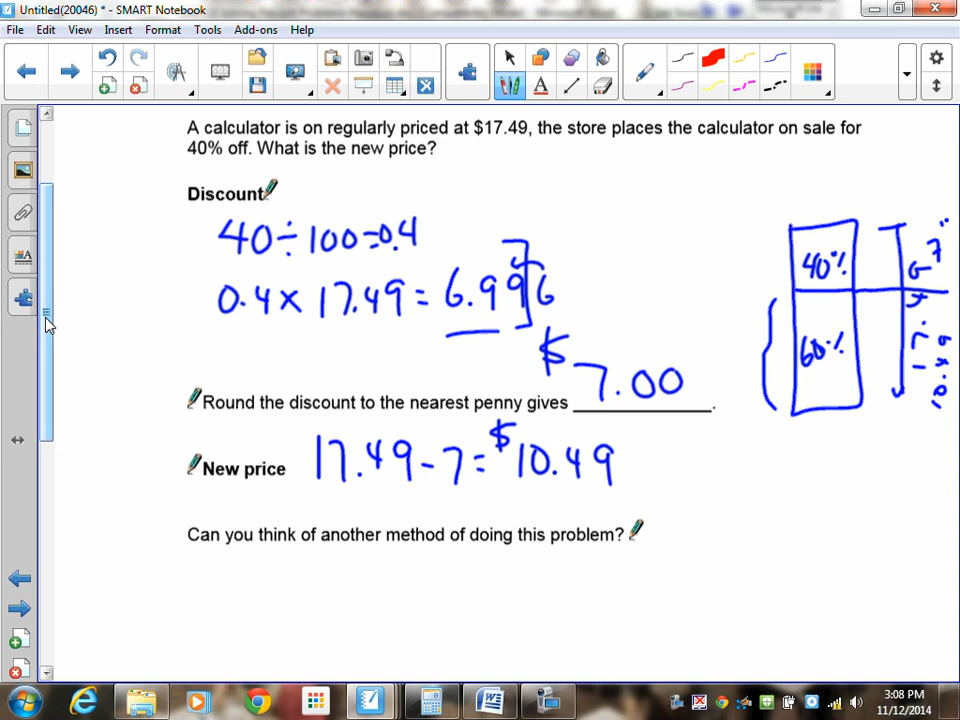 Untitled(20046) * - SMART Notebook
File Edit View Insert Format Tools Add-ons Help
A calculator is on regularly priced at $17.49, the store places the calculator on sale for
40% off. What is the new price?
Discount
40 ÷ 100 = 0.4
0.4 x 17.49 = 6.996
40%
60%
$ 7.00
Round the discount to the nearest penny gives ____________.
New price 17.49 - 7 = $10.49
Can you think of another method of doing this problem?
3:08 PM
11/12/2014